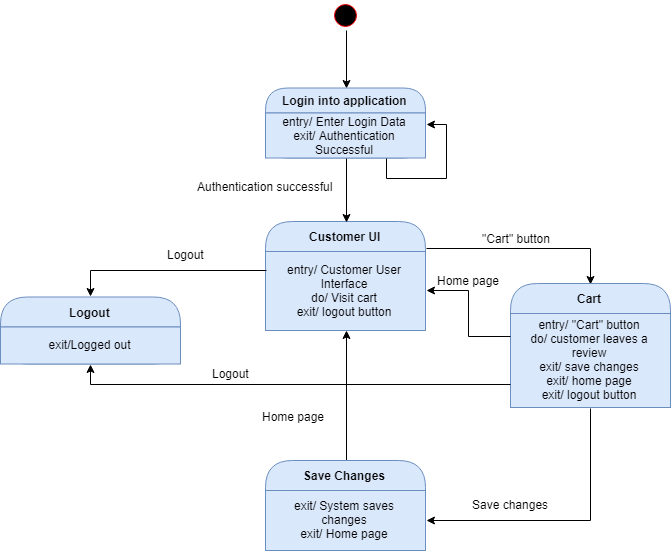 Login into application
entry/ Enter Login Data
exit/ Authentication
Successful
Authentication successful
Customer UI
entry/ Customer User
Interface
do/ Visit cart
exit/ logout button
"Cart" button
Home page
Logout
Logout
exit/Logged out
Cart
entry/ "Cart" button
do/ customer leaves a
review
exit/ save changes
exit/ home page
exit/ logout button
Logout
Home page
Save Changes
exit/ System saves
changes
exit/ Home page
Save changes